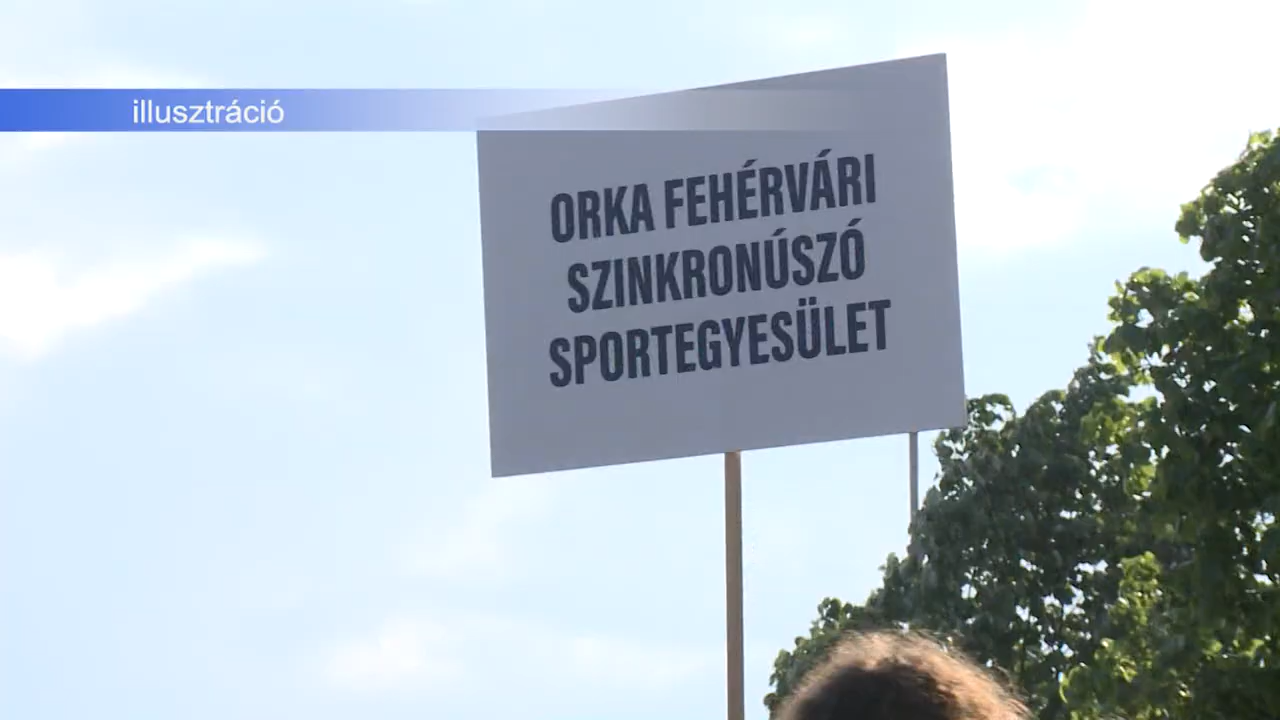 illusztráció
ORKA FEHÉRVÁRI
SZINKRONÚSZÓ
SPORTEGYESÜLET